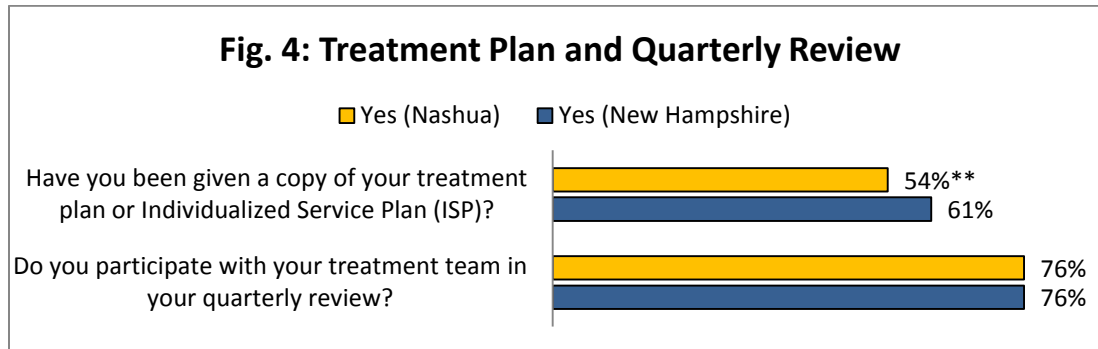 Fig. 4: Treatment Plan and Quarterly Review
Yes (Nashua) Yes (New Hampshire)
Have you been given a copy of your treatment
plan or Individualized Service Plan (ISP)?
54%**
61%
Do you participate with your treatment team in
your quarterly review?
76%
76%